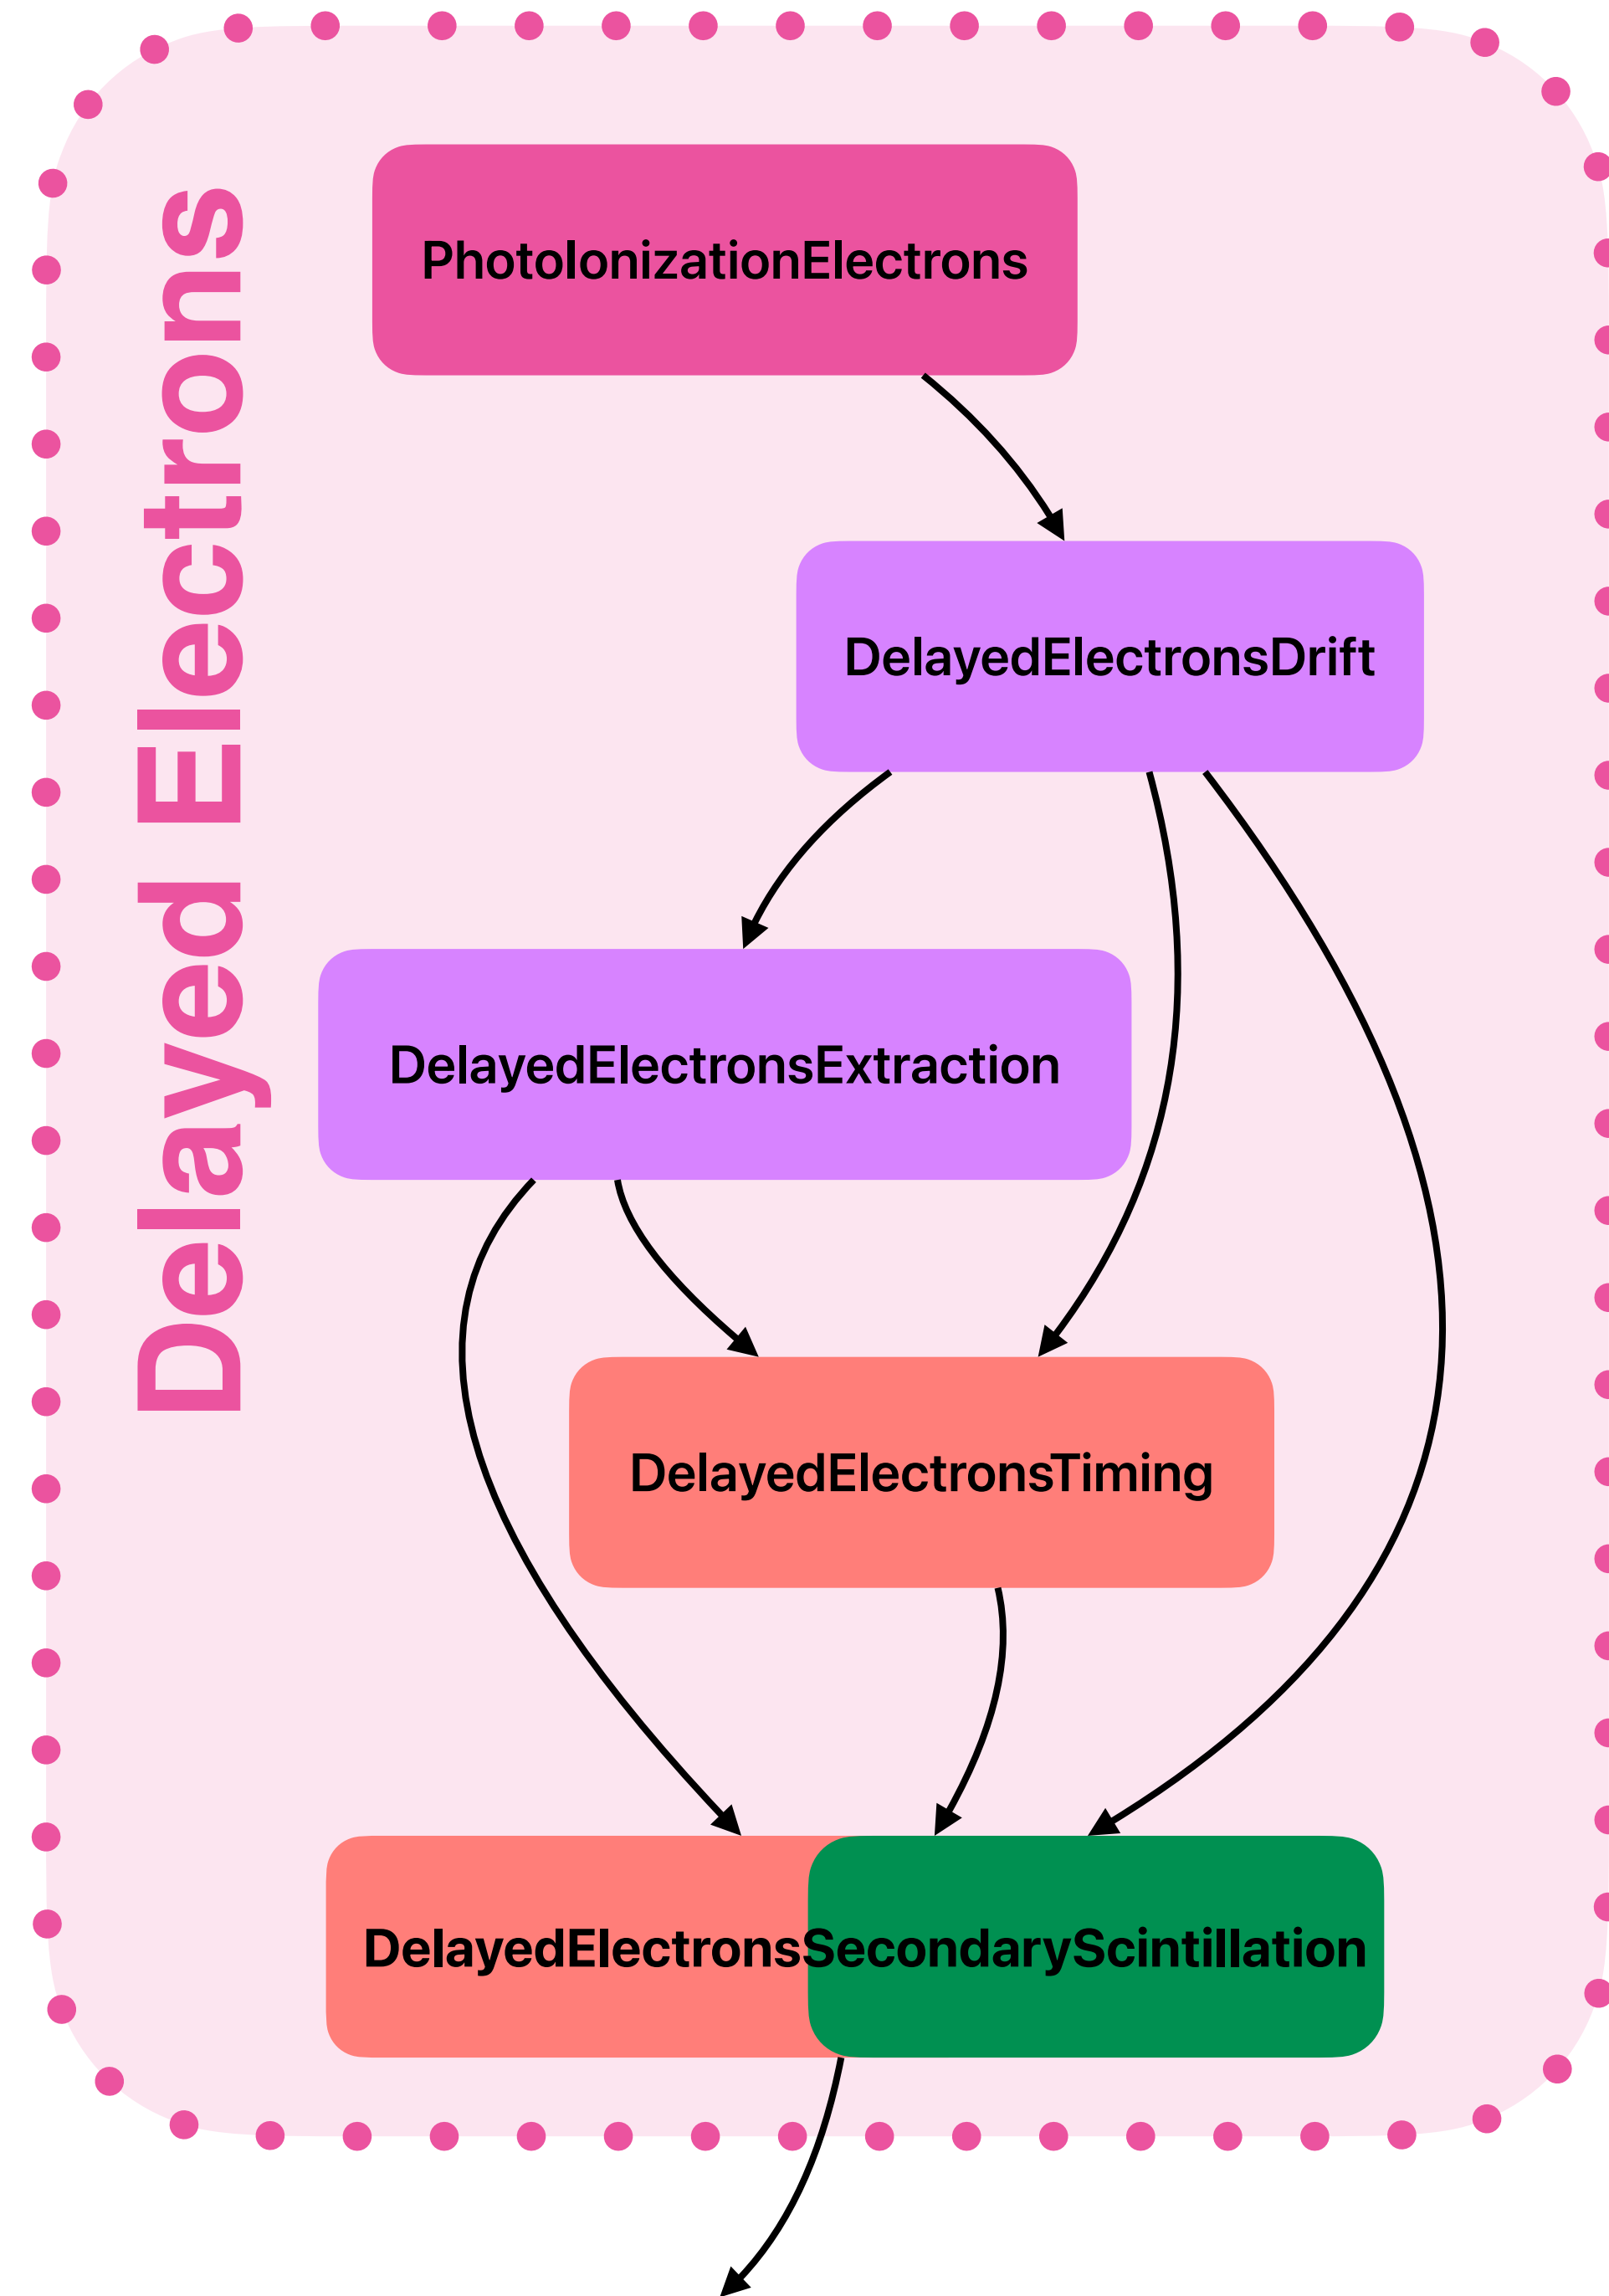 Delayed Electrons
PhotoIonizationElectrons
DelayedElectronsDrift
DelayedElectronsExtraction
DelayedElectronsTiming
DelayedElectronsSecondaryScintillation